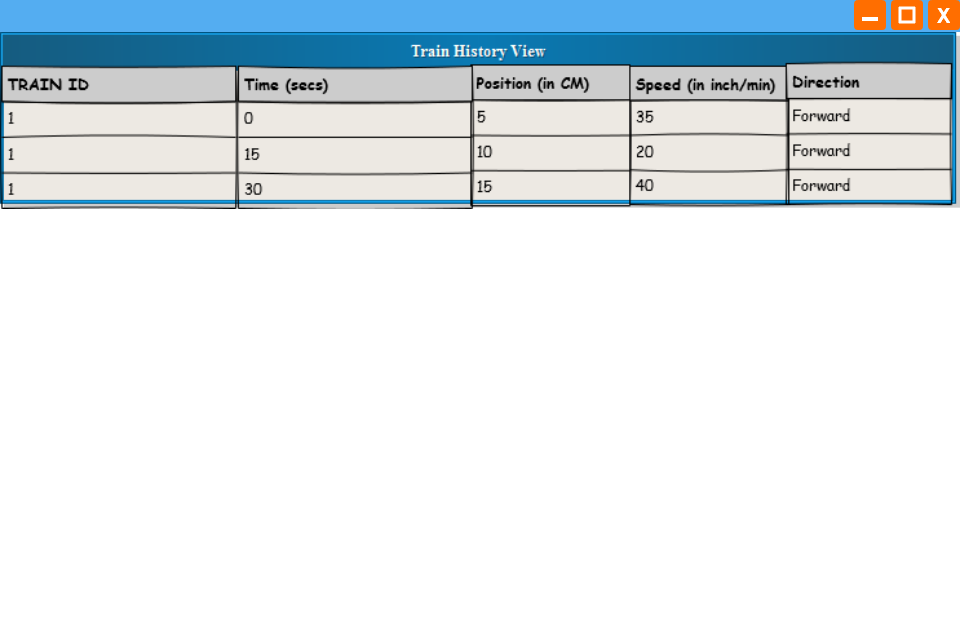 X
Train History View
TRAIN ID Time (secs) Position (in CM) Speed (in inch/min) Direction
1 0 5 35 Forward
1 15 10 20 Forward
1 30 15 40 Forward